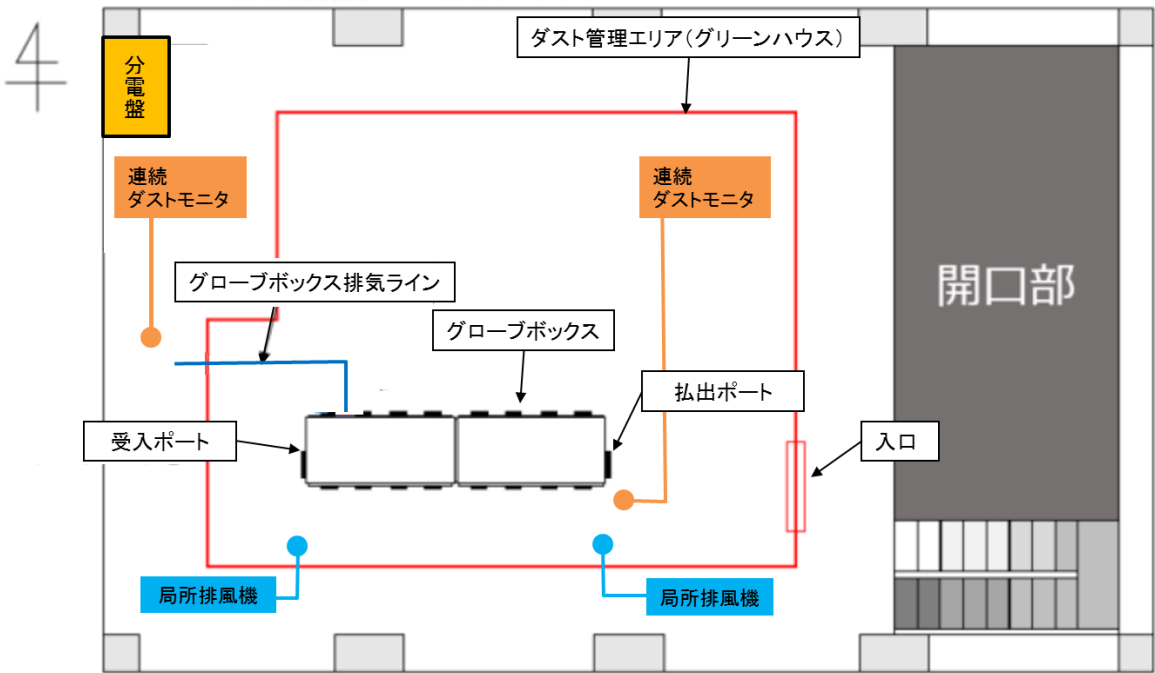 ダスト管理エリア(グリーンハウス)
分電盤
連続
ダストモニタ
連続
ダストモニタ
グローブボックス排気ライン
開口部
グローブボックス
払出ポート
受入ポート
入口
局所排風機
局所排風機